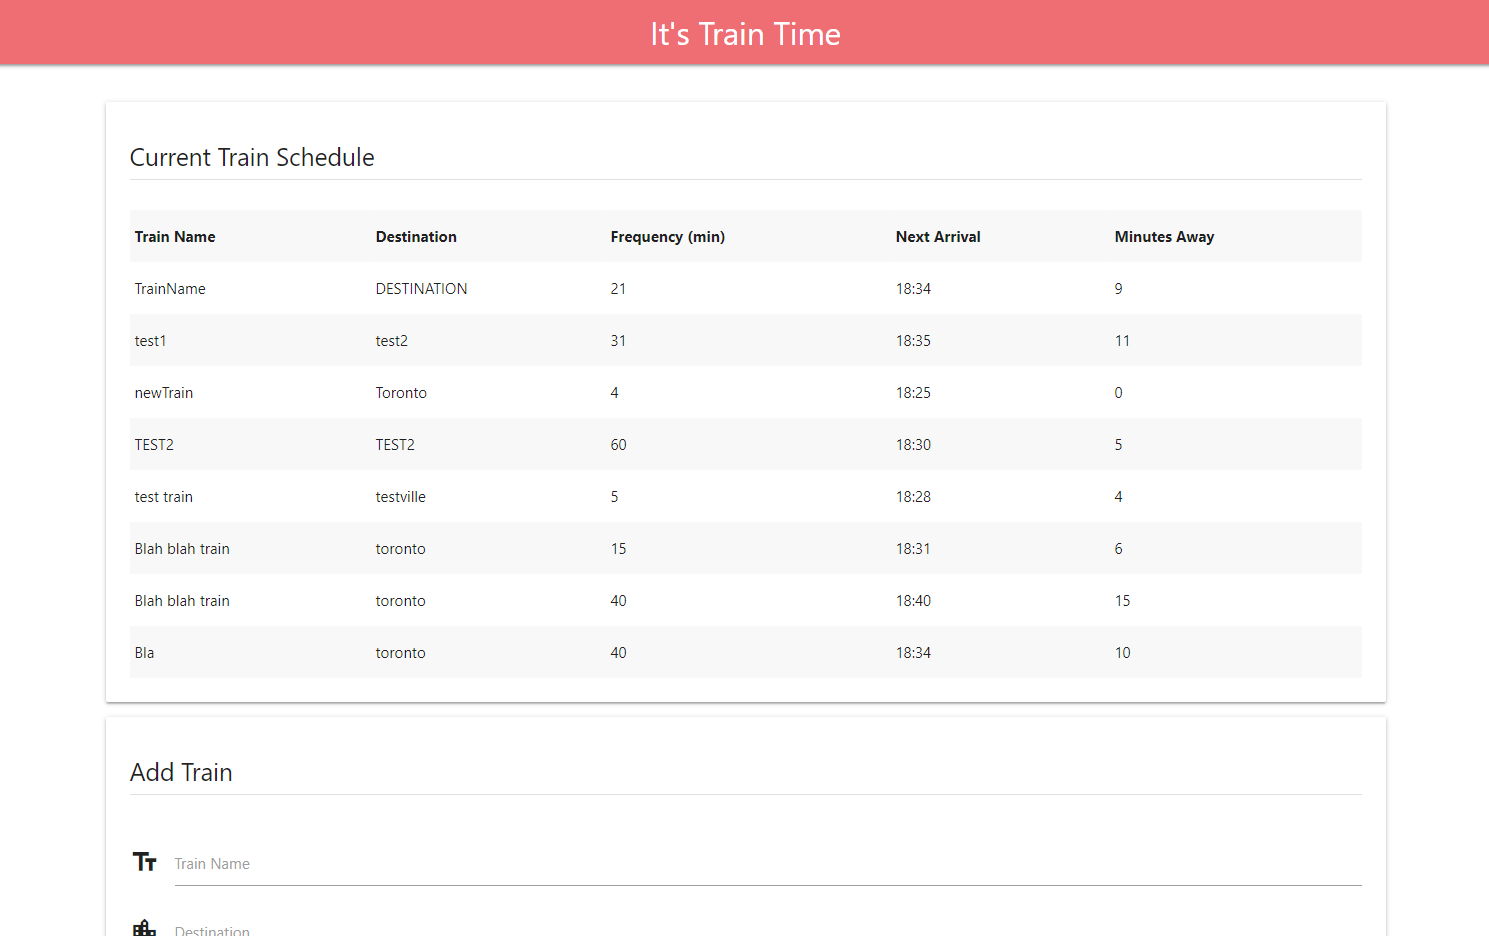 It's Train Time
Current Train Schedule
Train Name Destination Frequency (min) Next Arrival Minutes Away
TrainName DESTINATION 21 18:34 9
test1 test2 31 18:35 11
newTrain Toronto 4 18:25 0
TEST2 TEST2 60 18:30 5
test train testville 5 18:28 4
Blah blah train toronto 15 18:31 6
Blah blah train toronto 40 18:40 15
Bla toronto 40 18:34 10
Add Train
Train Name
Destination